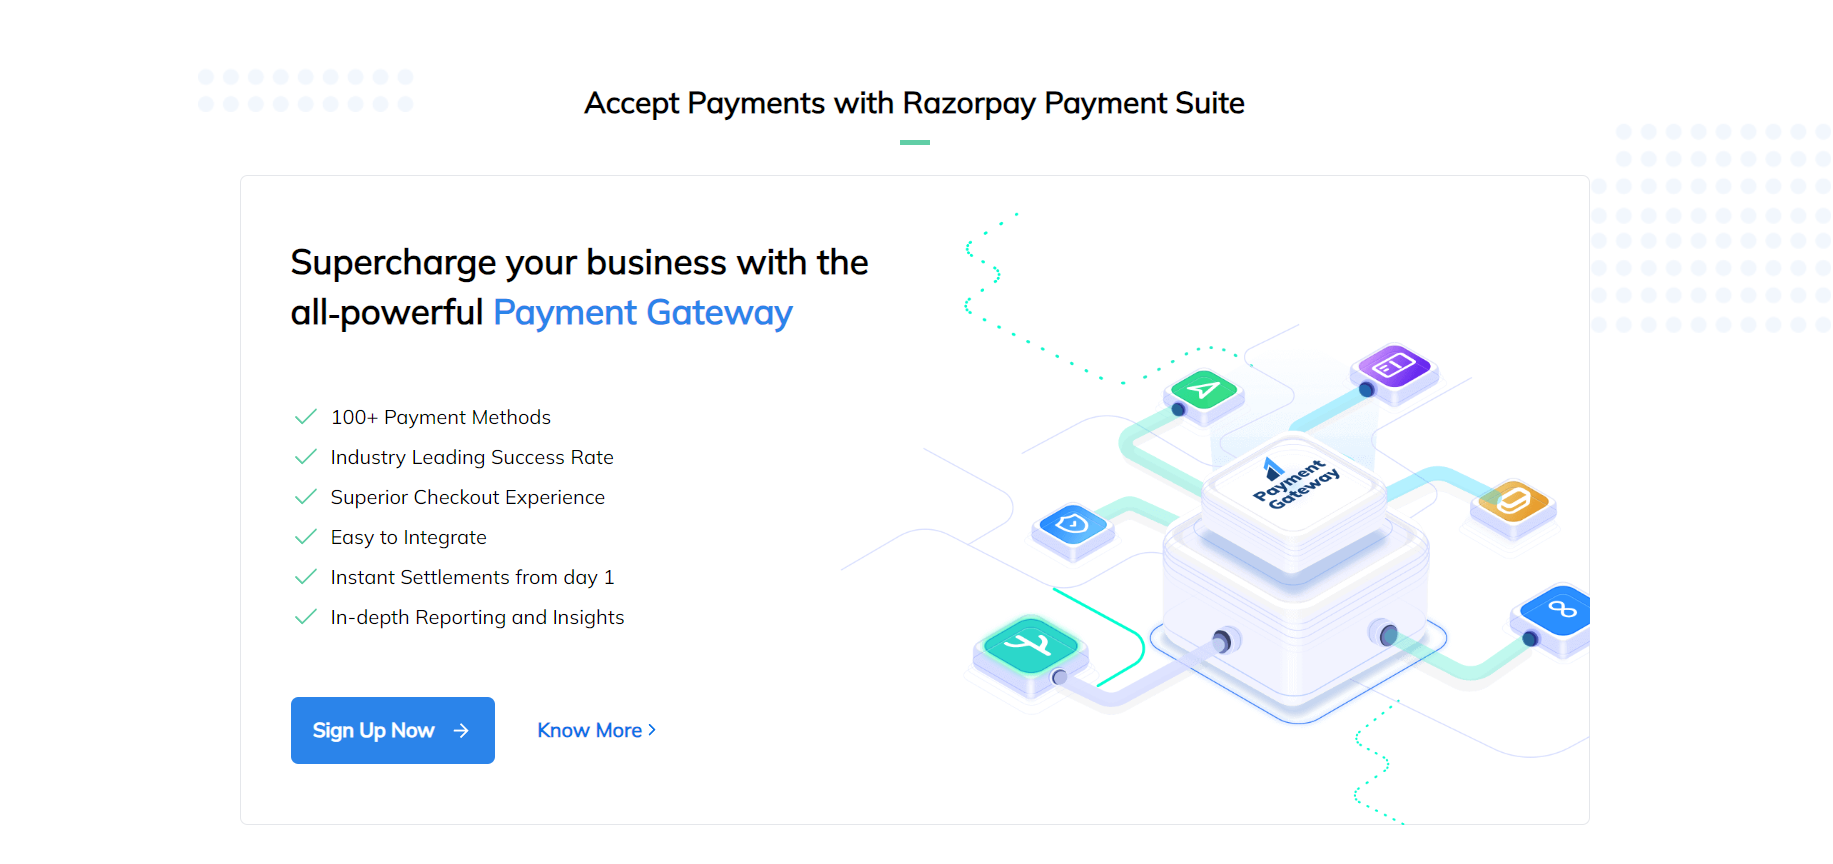 Accept Payments with Razorpay Payment Suite
Supercharge your business with the
all-powerful Payment Gateway
100+ Payment Methods
Industry Leading Success Rate
Superior Checkout Experience
Easy to Integrate
Instant Settlements from day 1
In-depth Reporting and Insights
Sign Up Now
Know More
Payment
Gateway